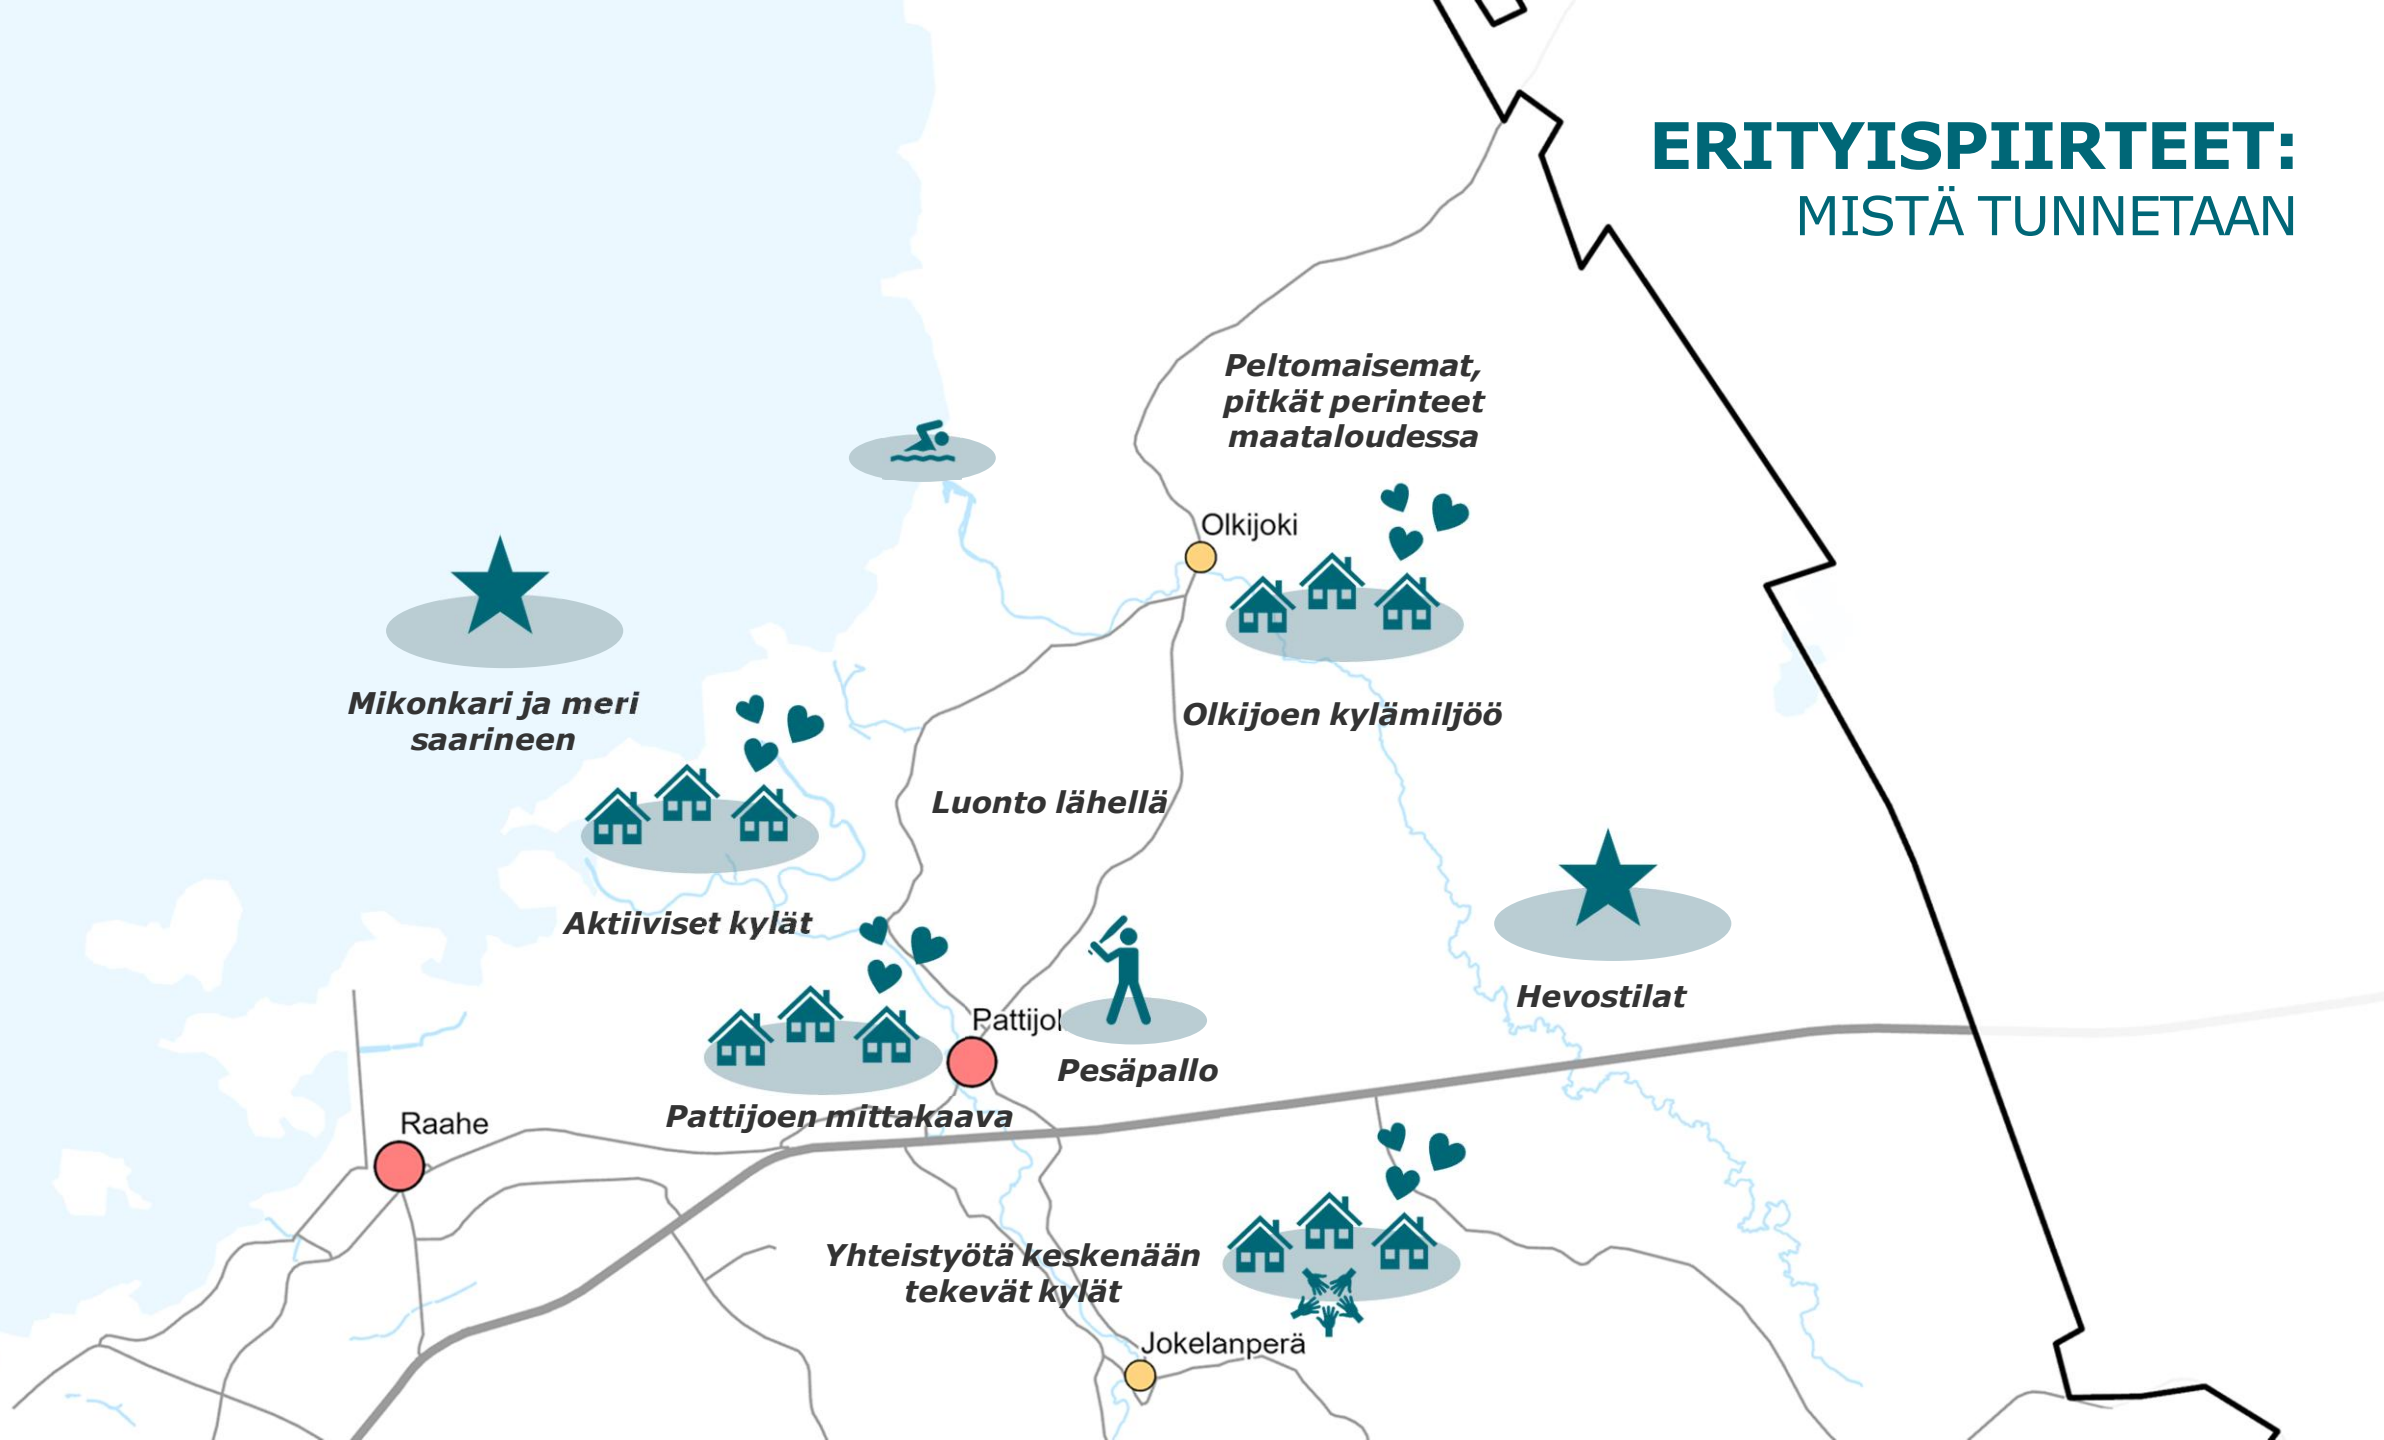 ERITYISPIIRTEET:
MISTÄ TUNNETAAN
Peltomaisemat,
pitkät perinteet
maataloudessa
Olkijoki
Mikonkari ja meri
saarineen
Olkijoen kylämiljöö
Luonto lähellä
Aktiiviset kylät
Hevostilat
Pesäpallo
Pattijoen mittakaava
Raahe
Yhteistyötä keskenään
tekevät kylät
Jokelanperä